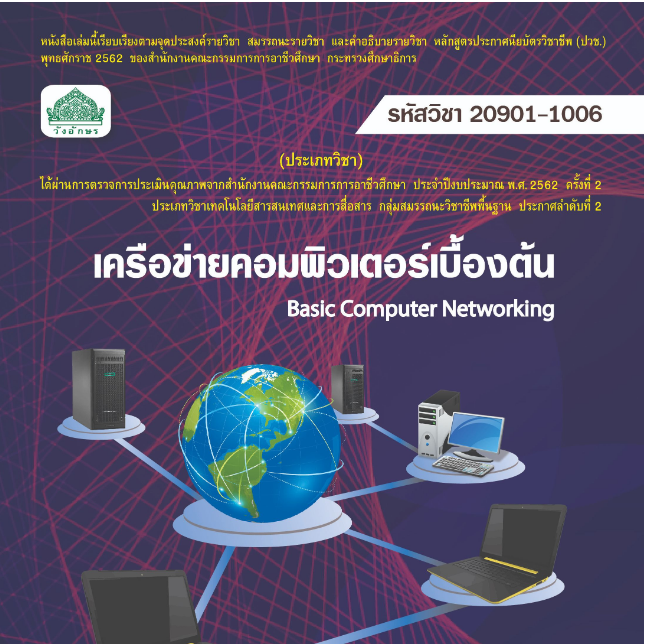 หนังสือเล่มนี้เรียบเรียงตามจุดประสงค์รายวิชา สมรรถนะรายวิชา และคำอธิบายรายวิชา หลักสูตรประกาศนียบัตรวิชาชีพ (ปวช.)
พุทธศักราช 2562 ของสำนักงานคณะกรรมการการอาชีวศึกษา กระทรวงศึกษาธิการ
วังอักษร
รหัสวิชา 20901-1006
(ประเภทวิชา)
ได้ผ่านการตรวจการประเมินคุณภาพจากสำนักงานคณะกรรมการการอาชีวศึกษา ประจำปีงบประมาณ พ.ศ. 2562 ครั้งที่ 2
ประเภทวิชาเทคโนโลยีสารสนเทศและการสื่อสาร กลุ่มสมรรถนะวิชาชีพพื้นฐาน ประกาศลำดับที่ 2
เครือข่ายคอมพิวเตอร์เบื้องต้น
Basic Computer Networking